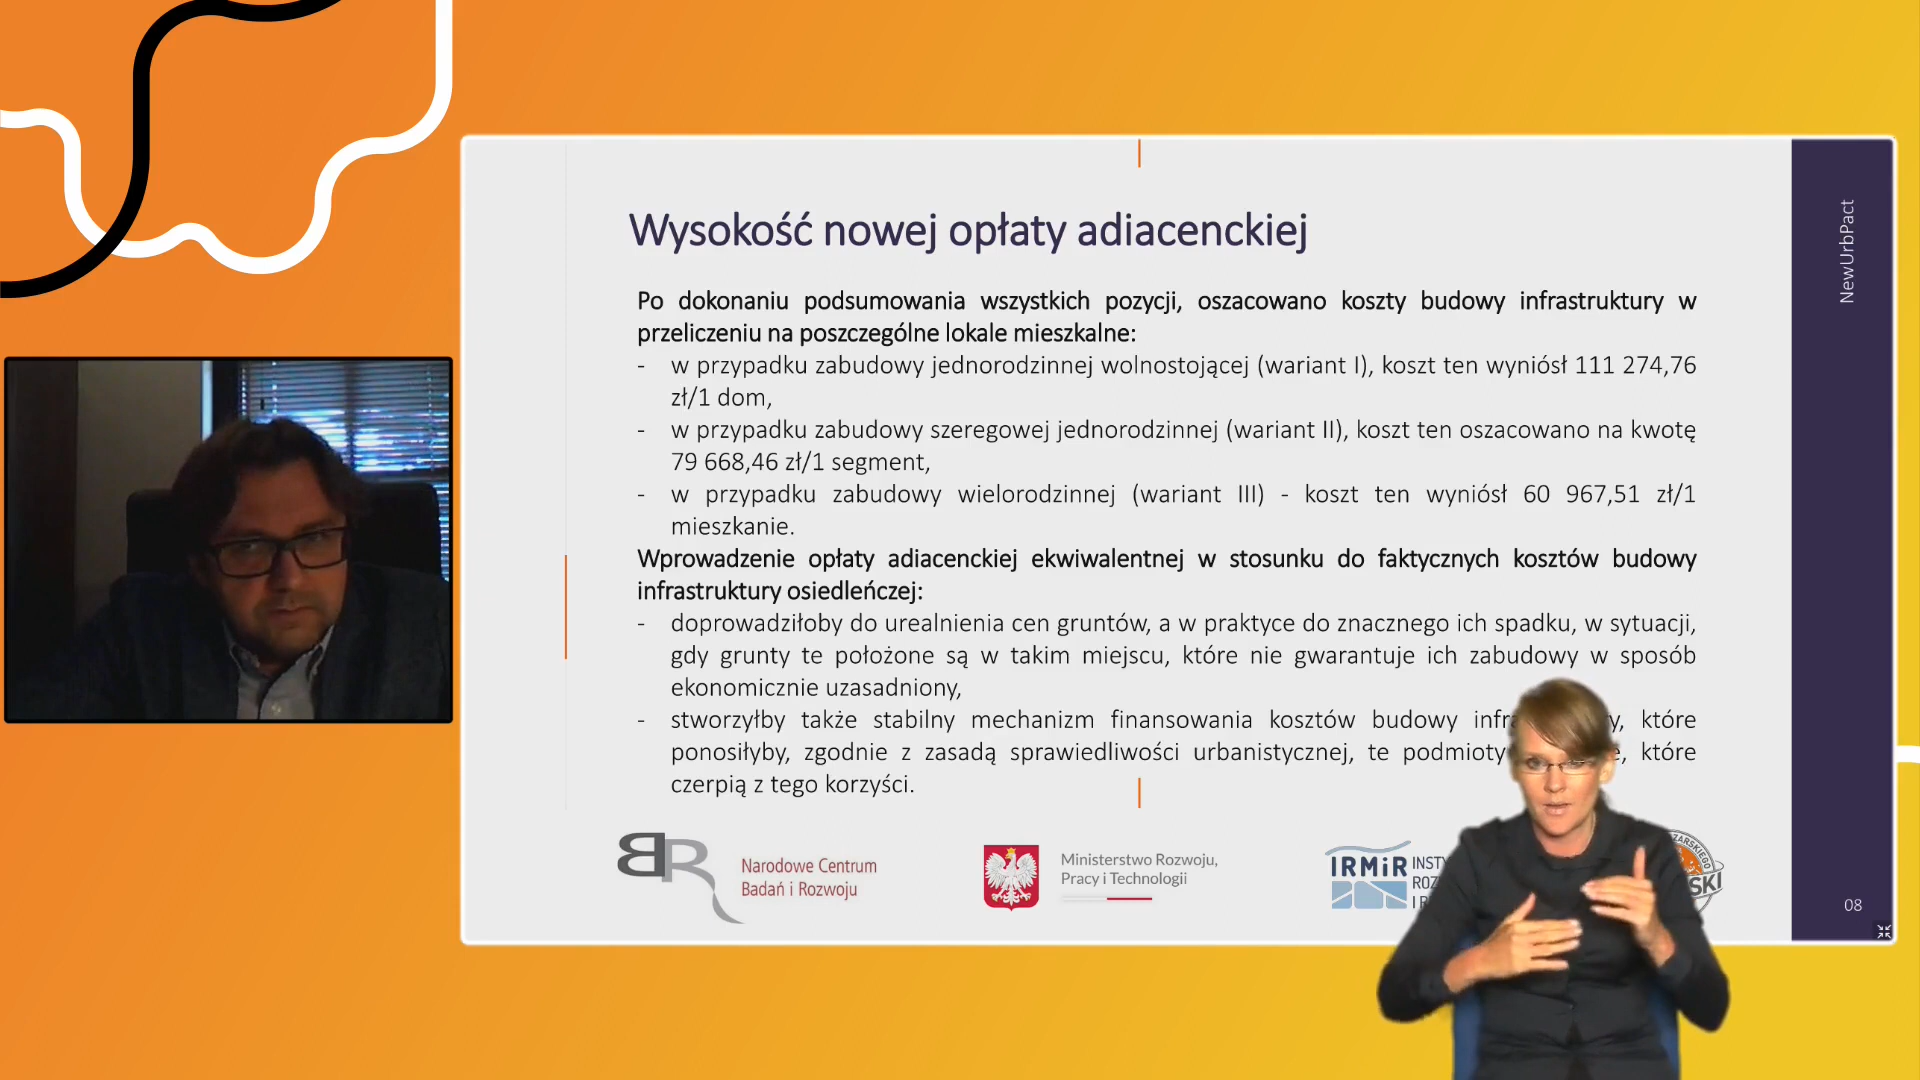 Wysokość nowej opłaty adiacenckiej
Po dokonaniu podsumowania wszystkich pozycji, oszacowano koszty budowy infrastruktury w
przeliczeniu na poszczególne lokale mieszkalne:
- w przypadku zabudowy jednorodzinnej wolnostojącej (wariant I), koszt ten wyniósł 111 274,76
zł/1 dom,
- w przypadku zabudowy szeregowej jednorodzinnej (wariant II), koszt ten oszacowano na kwotę
79 668,46 zł/1 segment,
- w przypadku zabudowy wielorodzinnej (wariant III) - koszt ten wyniósł 60 967,51 zł/1
mieszkanie.
Wprowadzenie opłaty adiacenckiej ekwiwalentnej w stosunku do faktycznych kosztów budowy
infrastruktury osiedleńczej:
- doprowadziłoby do urealnienia cen gruntów, a w praktyce do znacznego ich spadku, w sytuacji,
gdy grunty te położone są w takim miejscu, które nie gwarantuje ich zabudowy w sposób
ekonomicznie uzasadniony,
- stworzyłby także stabilny mechanizm finansowania kosztów budowy które
ponosiłyby, zgodnie z zasadą sprawiedliwości urbanistycznej, te podmioty które
czerpią z tego korzyści.
NewUrbPact
BR
Narodowe Centrum
Badań i Rozwoju
Ministerstwo Rozwoju,
Pracy i Technologii
IRMiR
08